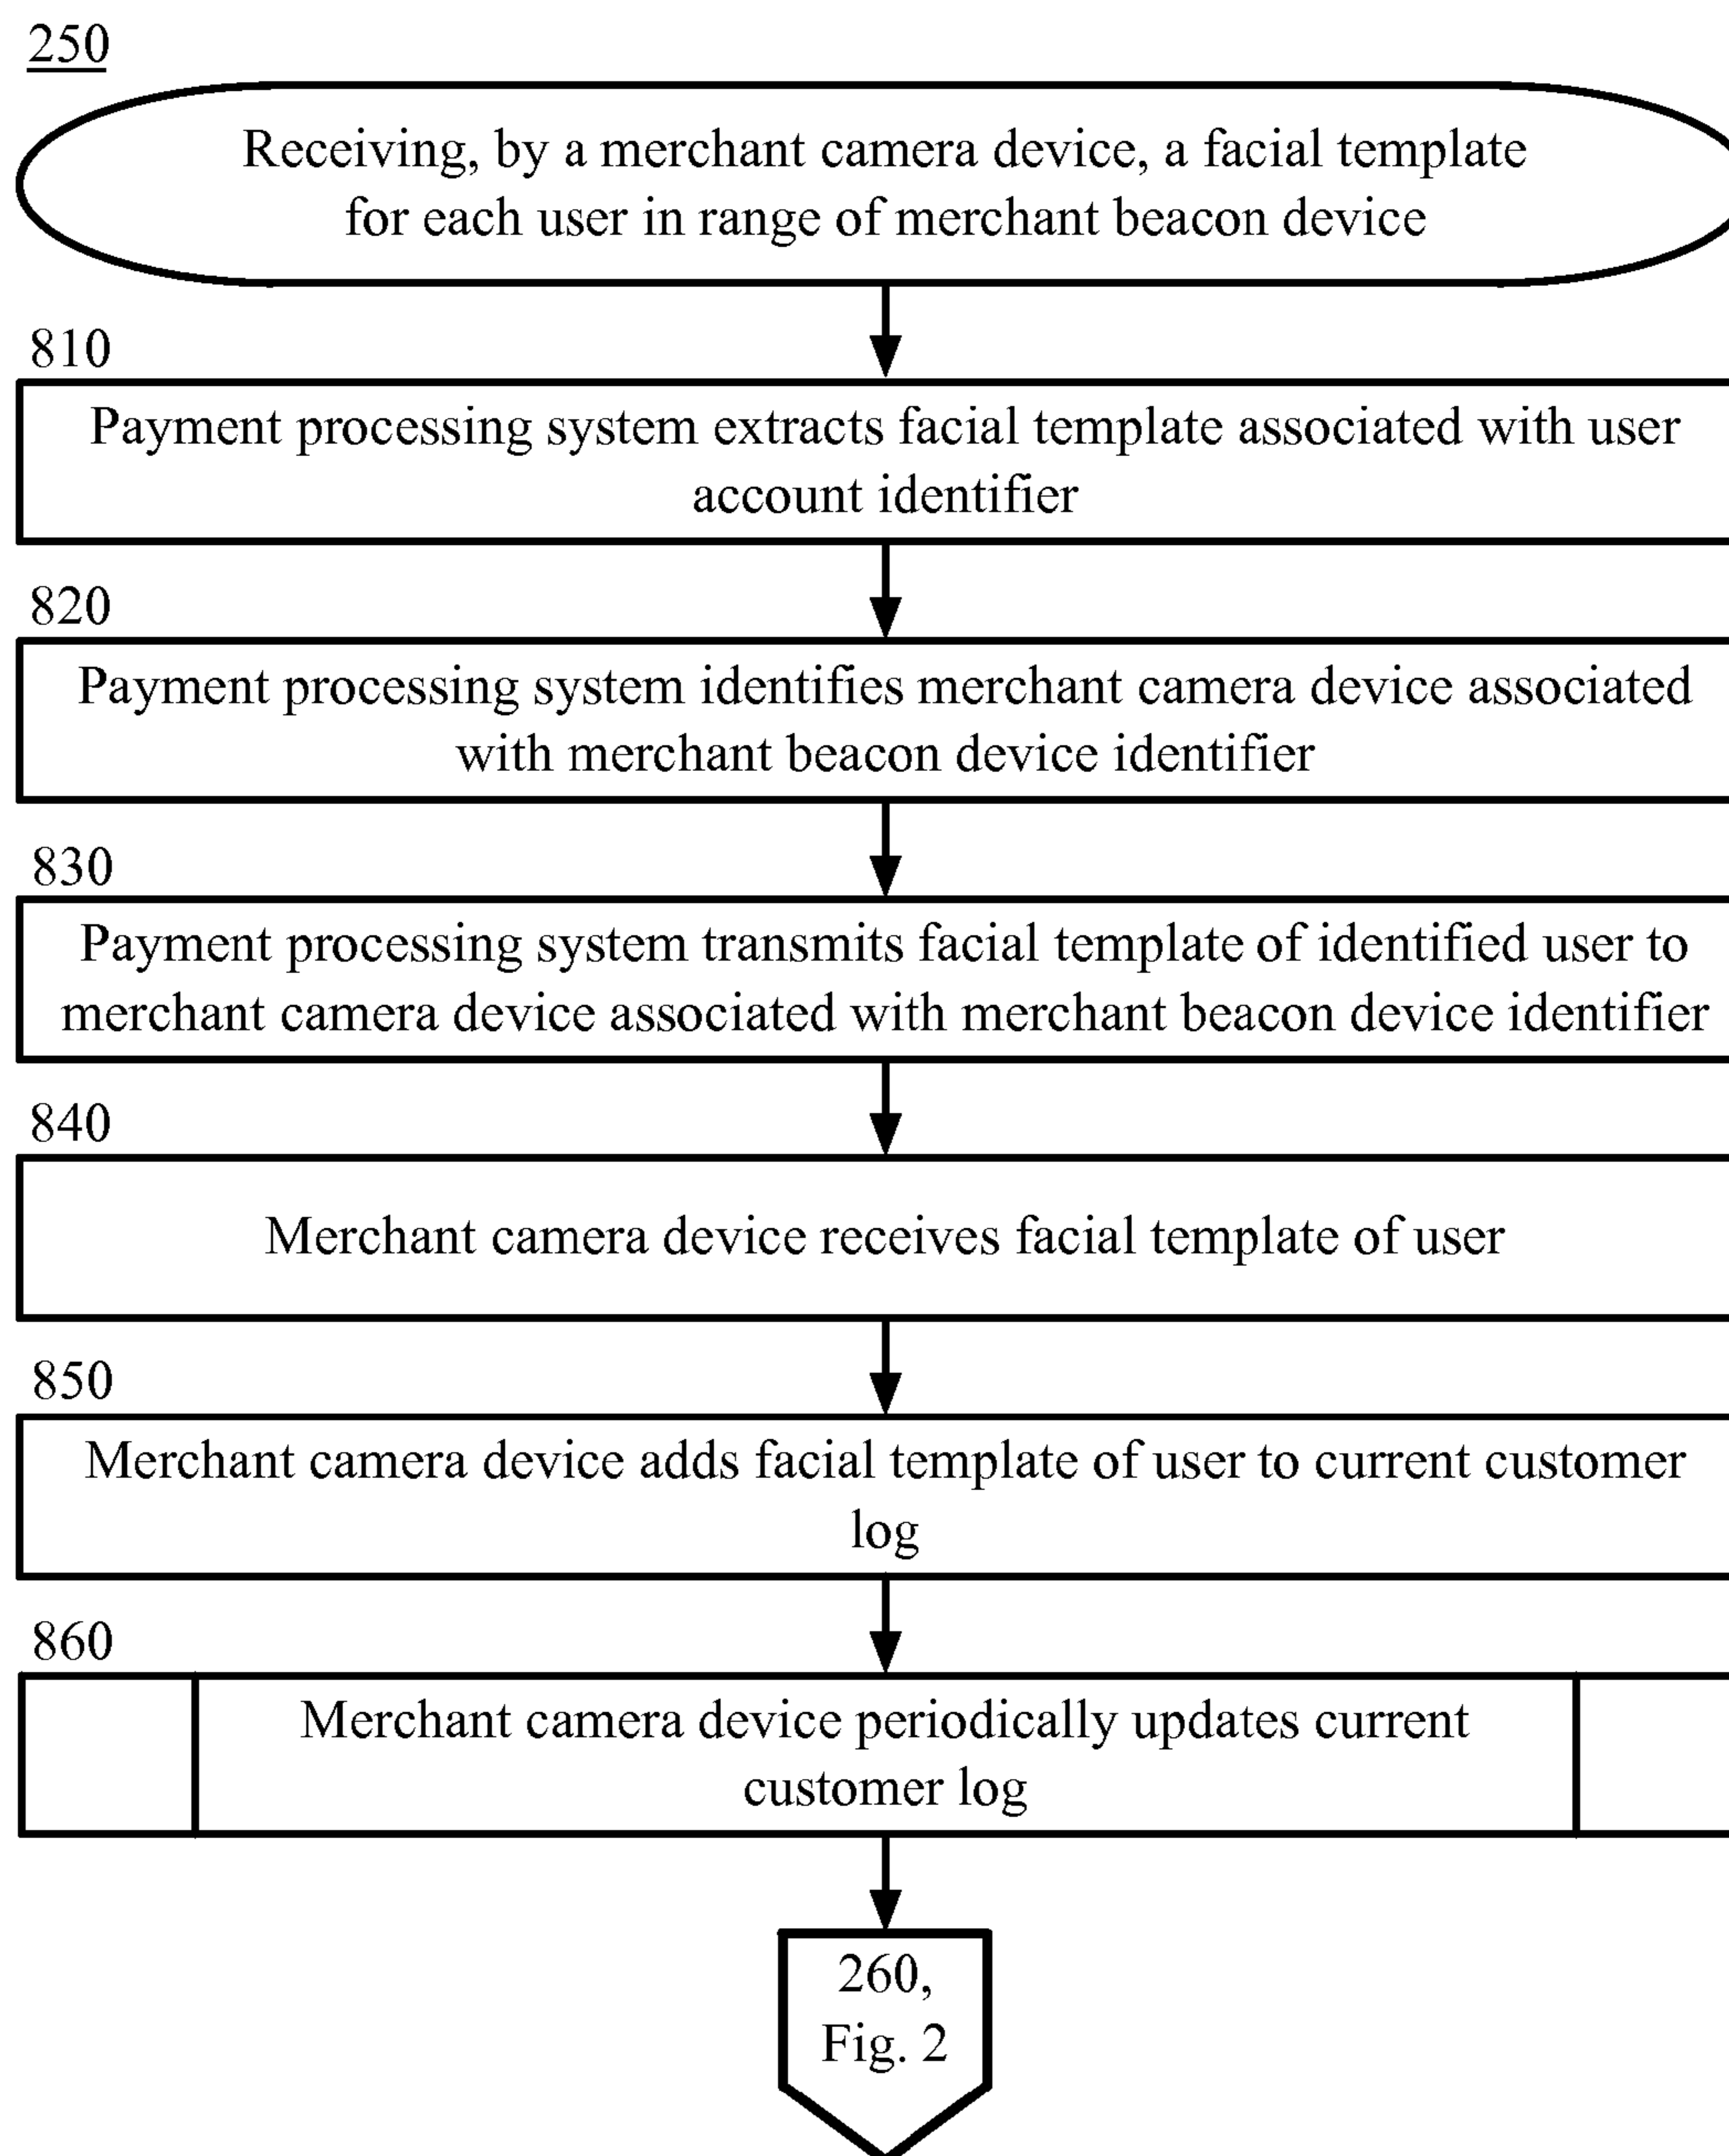 250
Receiving, by a merchant camera device, a facial template
for each user in range of merchant beacon device
810
Payment processing system extracts facial template associated with user
account identifier
820
Payment processing system identifies merchant camera device associated
with merchant beacon device identifier
830
Payment processing system transmits facial template of identified user to
merchant camera device associated with merchant beacon device identifier
840
Merchant camera device receives facial template of user
850
Merchant camera device adds facial template of user to current customer
log
860
Merchant camera device periodically updates current
customer log
260,
Fig. 2